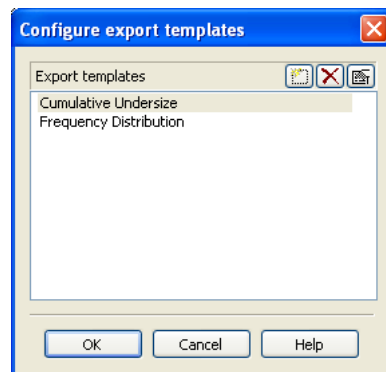 Configure export templates
Export templates
Cumulative Undersize
Frequency Distribution
OK Cancel Help